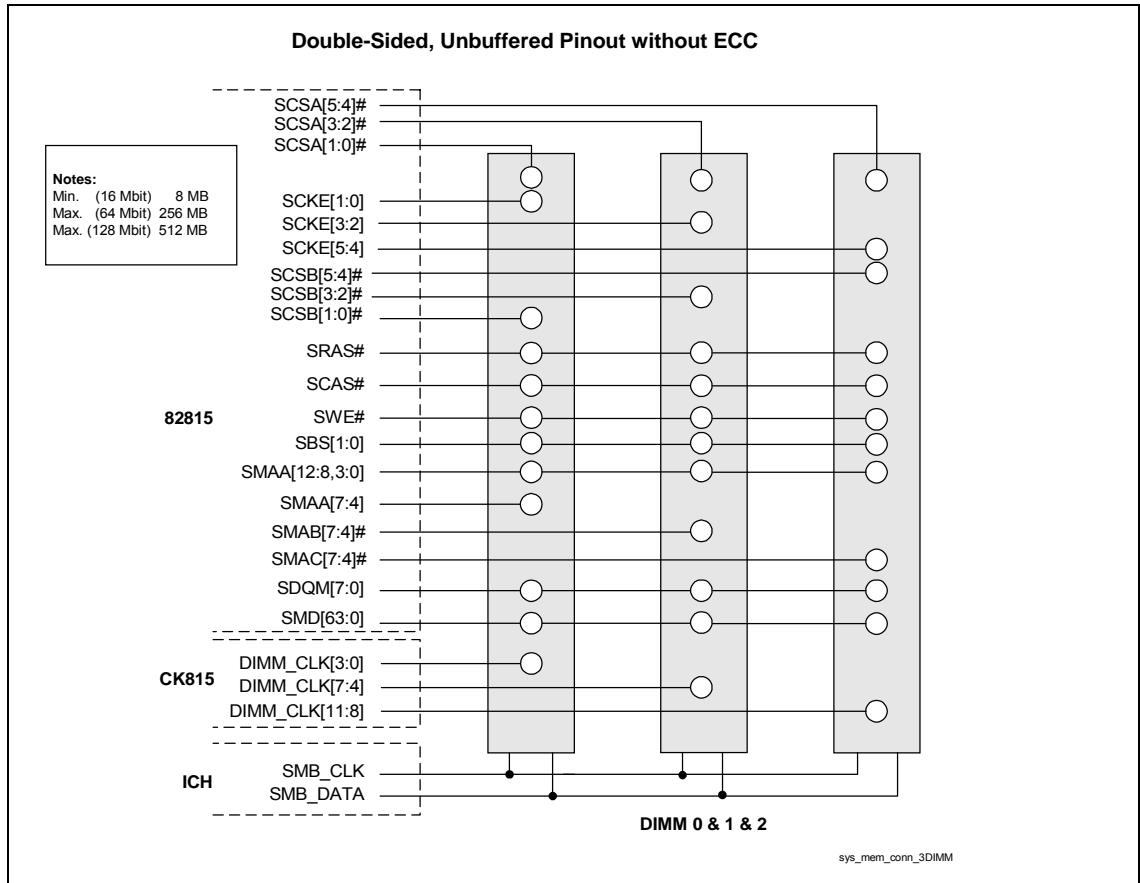 Double-Sided, Unbuffered Pinout without ECC
SCSA[5:4]#
SCSA[3:2]#
SCSA[1:0]#
Notes:
Min. (16 Mbit) 8 MB
Max. (64 Mbit) 256 MB
Max. (128 Mbit) 512 MB
SCKE[1:0]
SCKE[3:2]
SCKE[5:4]
SCSB[5:4]#
SCSB[3:2]#
SCSB[1:0]#
SRAS#
SCAS#
82815
SWE#
SBS[1:0]
SMAA[12:8,3:0]
SMAA[7:4]
SMAB[7:4]#
SMAC[7:4]#
SDQM[7:0]
SMD[63:0]
CK815
DIMM_CLK[3:0]
DIMM_CLK[7:4]
DIMM_CLK[11:8]
ICH
SMB_CLK
SMB_DATA
DIMM 0 & 1 & 2
sys_mem_conn_3DIMM